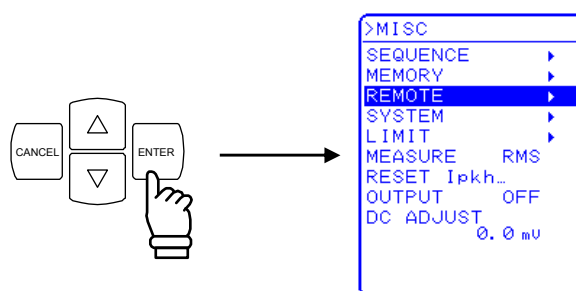 CANCEL
ENTER
>MISC
SEQUENCE
MEMORY
REMOTE
SYSTEM
LIMIT
MEASURE RMS
RESET Ipkh…
OUTPUT OFF
DC ADJUST
0.0 mV